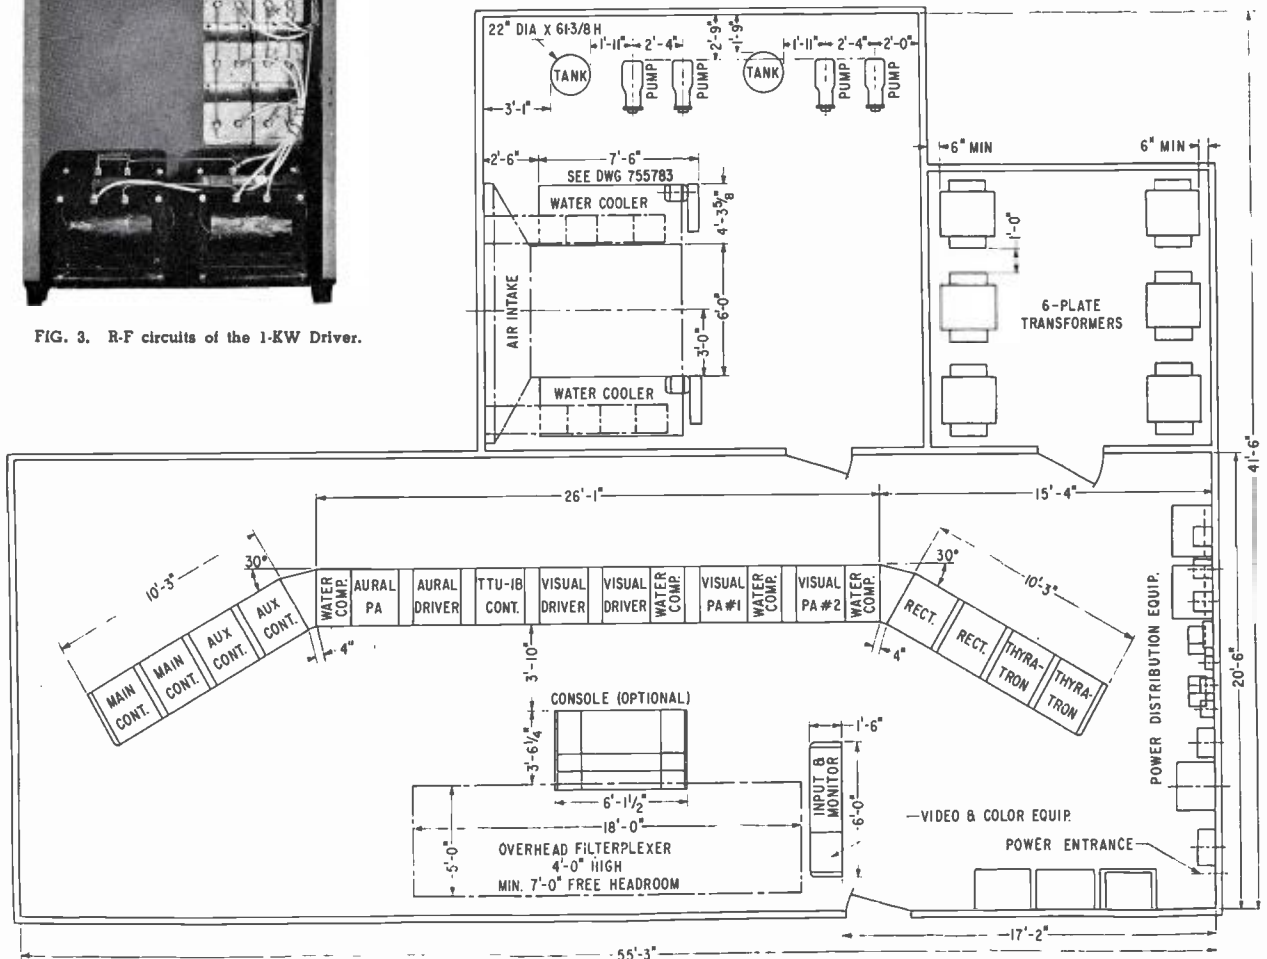 FIG. 3. R-F circuits of the 1-KW Driver.
22" DIA X 61-3/8 H
1'-11"
2'-4"
2'-9"
1'-9"
1'-11"
2'-4"
2'-0"
TANK
PUMP
PUMP
TANK
PUMP
PUMP
3'-1"
2'-6"
7'-6"
SEE DWG 755783
WATER COOLER
4'-3 5/8"
AIR INTAKE
6'-0"
3'-0"
WATER COOLER
6" MIN
6" MIN
1'-0"
6-PLATE
TRANSFORMERS
41'-6"
26'-1"
15'-4"
10'-3"
30°
30°
10'-3"
MAIN
CONT.
MAIN
CONT.
AUX
CONT.
AUX
CONT.
WATER
COMP.
AURAL
PA
AURAL
DRIVER
TTU-1B
CONT.
VISUAL
DRIVER
VISUAL
DRIVER
WATER
COMP.
VISUAL
PA#1
WATER
COMP.
VISUAL
PA#2
WATER
COMP.
RECT.
RECT.
THYRA-
TRON
THYRA-
TRON
4"
4"
3'-10"
CONSOLE (OPTIONAL)
3'-6 1/4"
6'-1 1/2"
18'-0"
5'-0"
OVERHEAD FILTERPLEXER
4'-0" HIGH
MIN. 7'-0" FREE HEADROOM
1'-6"
INPUT &
MONITOR
6'-0"
VIDEO & COLOR EQUIP.
POWER ENTRANCE
POWER DISTRIBUTION EQUIP.
20'-6"
17'-2"
55'-3"